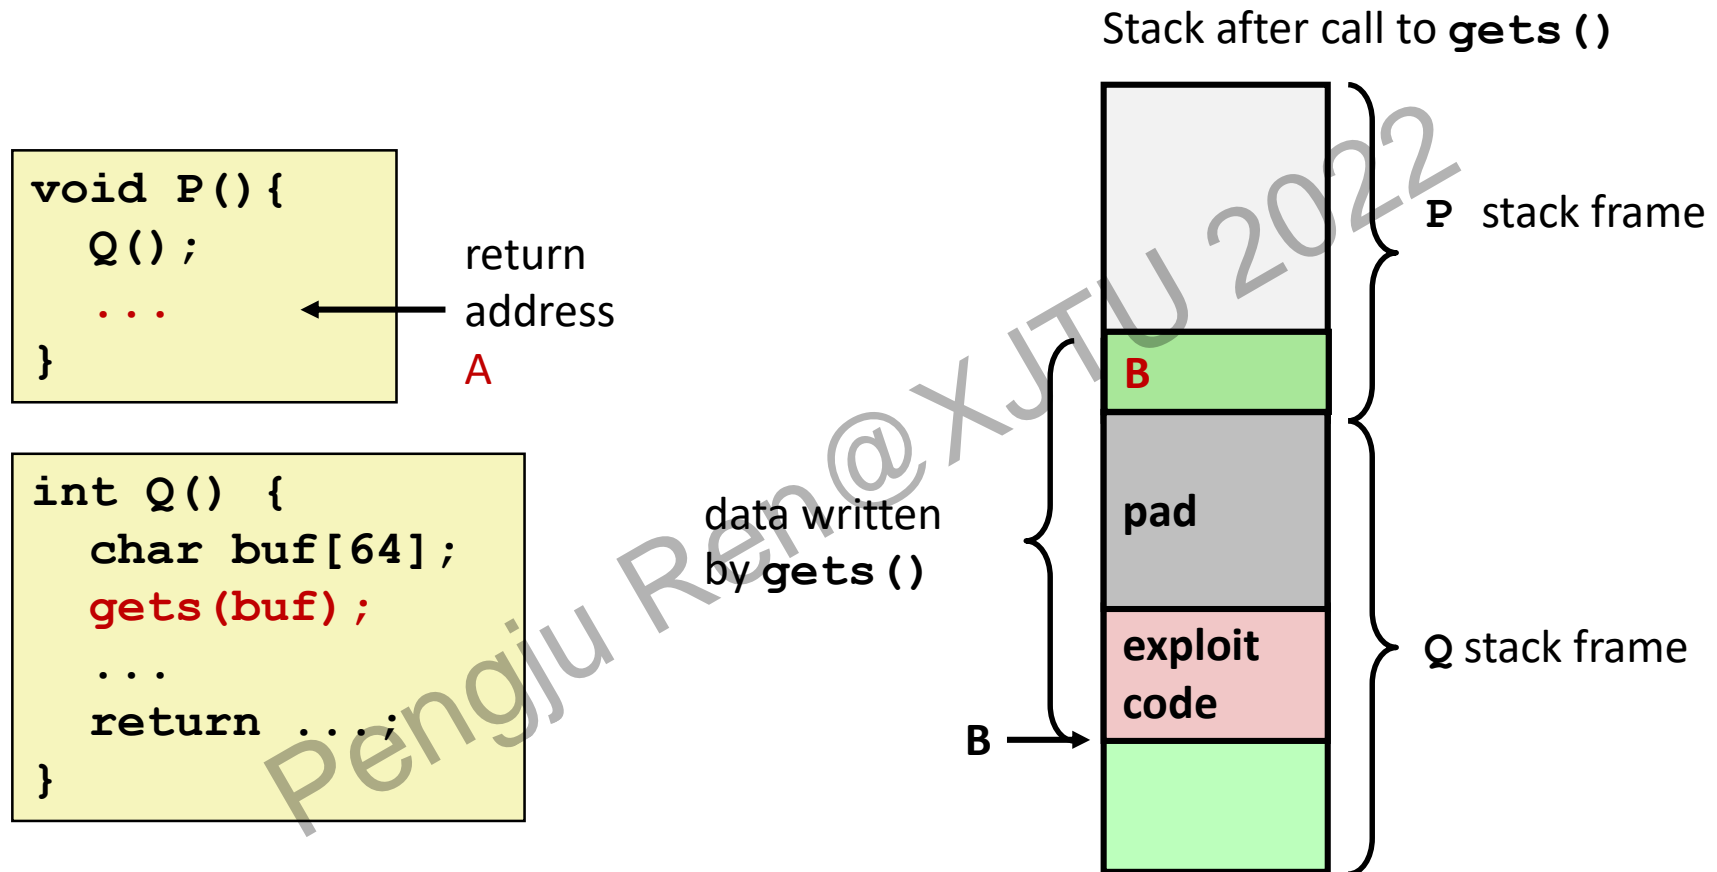 Stack after call to gets()
void P(){
  Q();
  ...
}
return
address
A
int Q() {
  char buf[64];
  gets(buf);
  ...
  return ...;
}
data written
by gets()
B
pad
exploit
code
B
P stack frame
Q stack frame
Pengju Ren@XJTU 2022